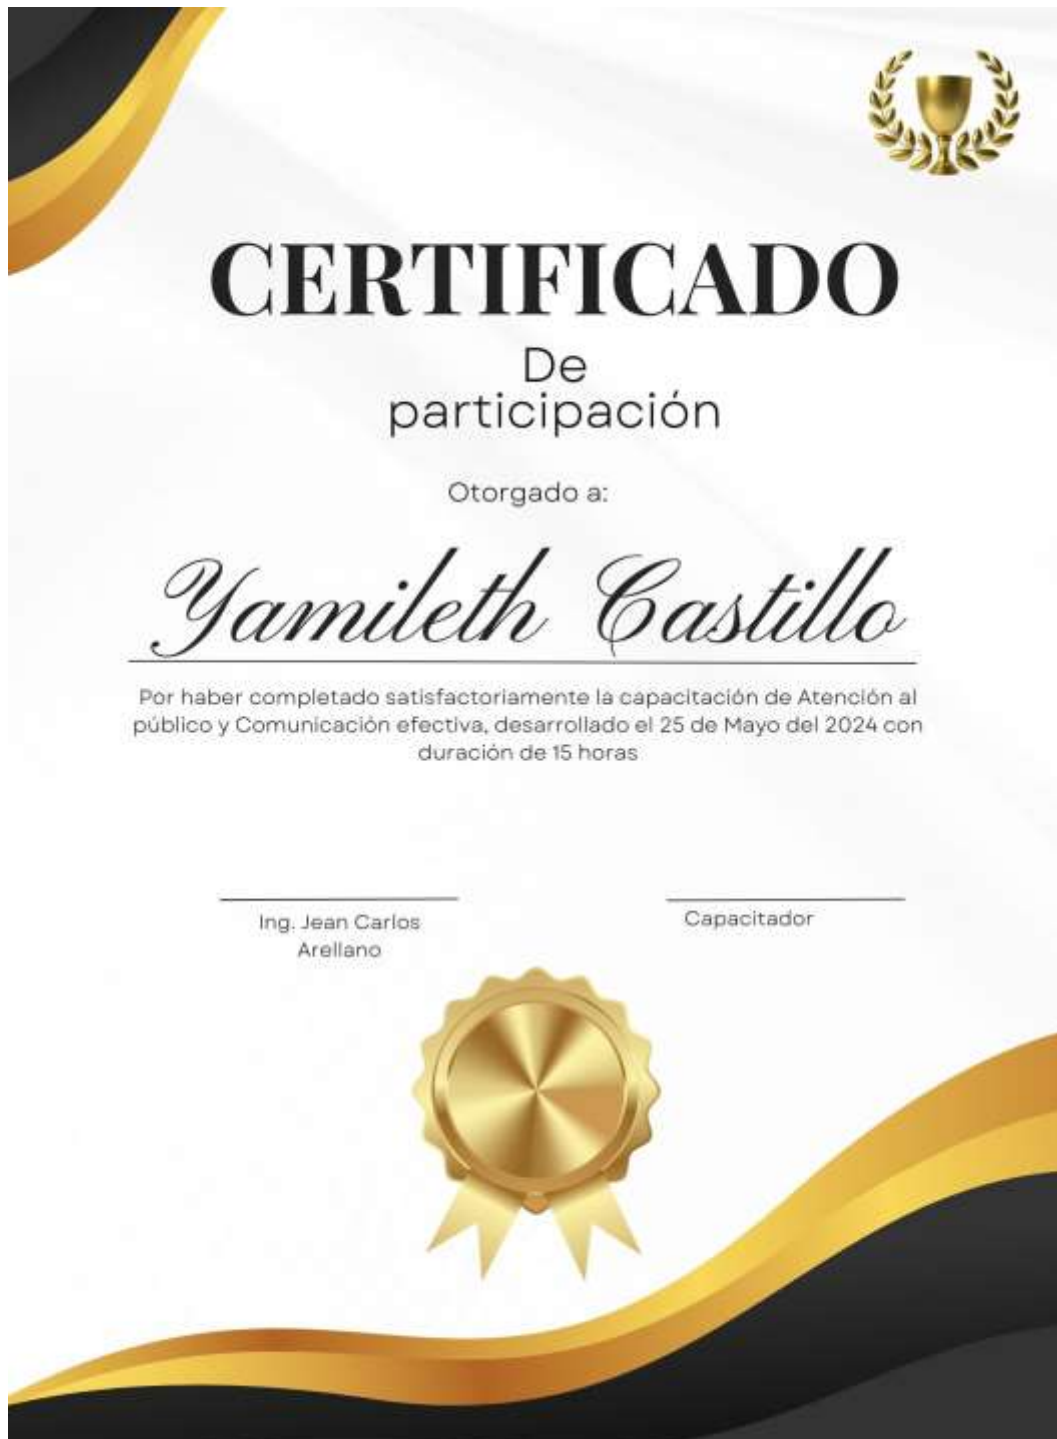 CERTIFICADO
De
participación
Otorgado a:
Yamileth Castillo
Por haber completado satisfactoriamente la capacitación de Atención al
público y Comunicación efectiva, desarrollado el 25 de Mayo del 2024 con
duración de 15 horas
Ing. Jean Carlos
Arellano
Capacitador